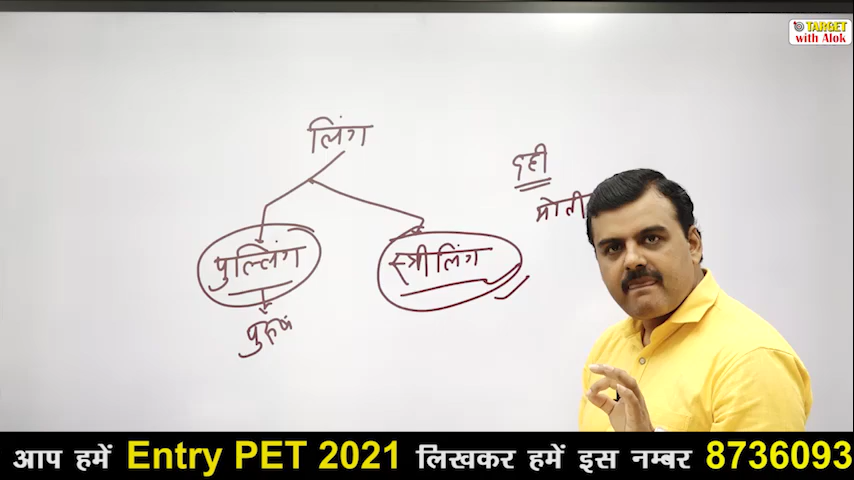 TARGET
with Alok
लिंग
दही
मोती
पुल्लिंग
स्त्रीलिंग
पुरुष
आप हमें Entry PET 2021 लिखकर हमें इस नम्बर 8736093